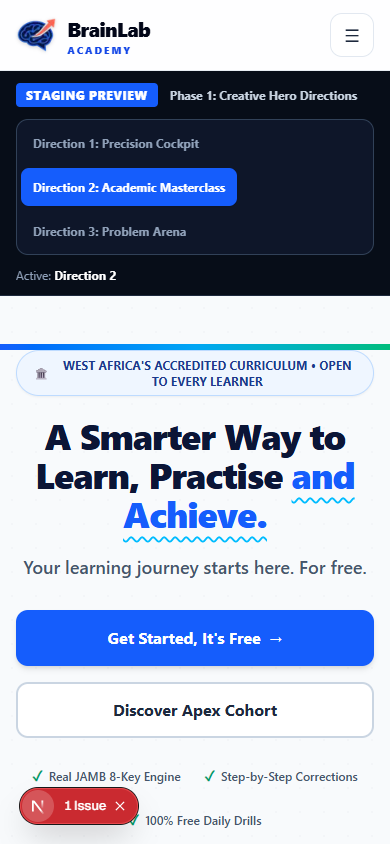 BrainLab
ACADEMY
☰
STAGING PREVIEW Phase 1: Creative Hero Directions
Direction 1: Precision Cockpit
Direction 2: Academic Masterclass
Direction 3: Problem Arena
Active: Direction 2
🏛 WEST AFRICA'S ACCREDITED CURRICULUM • OPEN
TO EVERY LEARNER
A Smarter Way to
Learn, Practise and
Achieve.
Your learning journey starts here. For free.
Get Started, It's Free →
Discover Apex Cohort
✓ Real JAMB 8-Key Engine ✓ Step-by-Step Corrections
N 1 Issue ×
✓ 100% Free Daily Drills